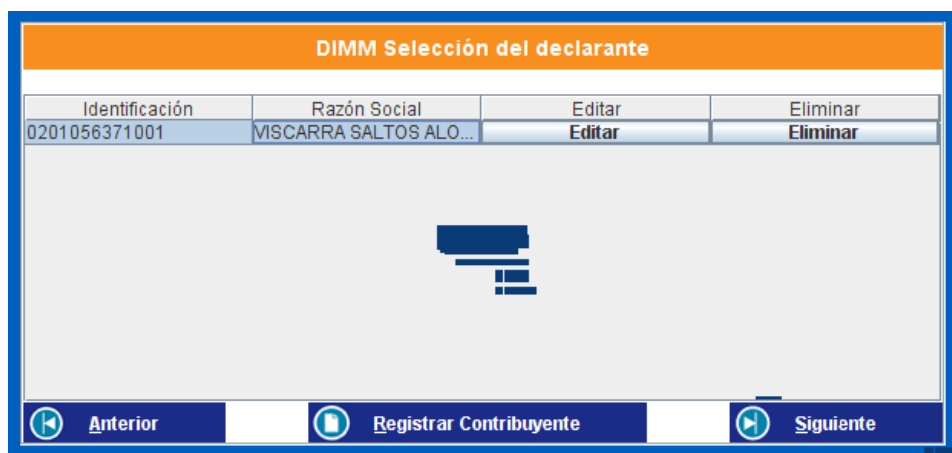 DIMM Selección del declarante
Identificación Razón Social Editar Eliminar
0201056371001 VISCARRA SALTOS ALO... Editar Eliminar
Anterior Registrar Contribuyente Siguiente